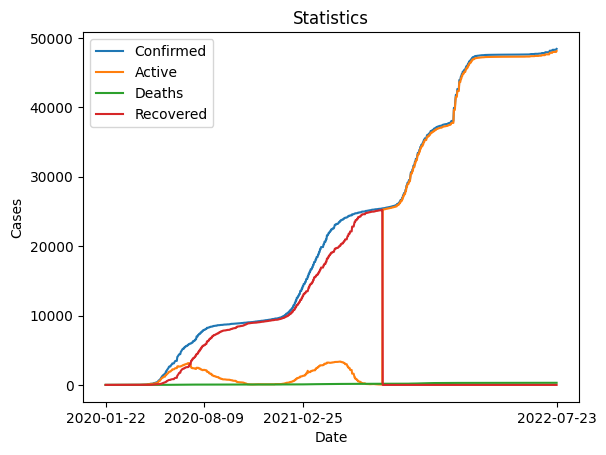 Statistics
Confirmed
Active
Deaths
Recovered
50000
40000
30000
20000
10000
0
Cases
2020-01-22 2020-08-09 2021-02-25 2022-07-23
Date